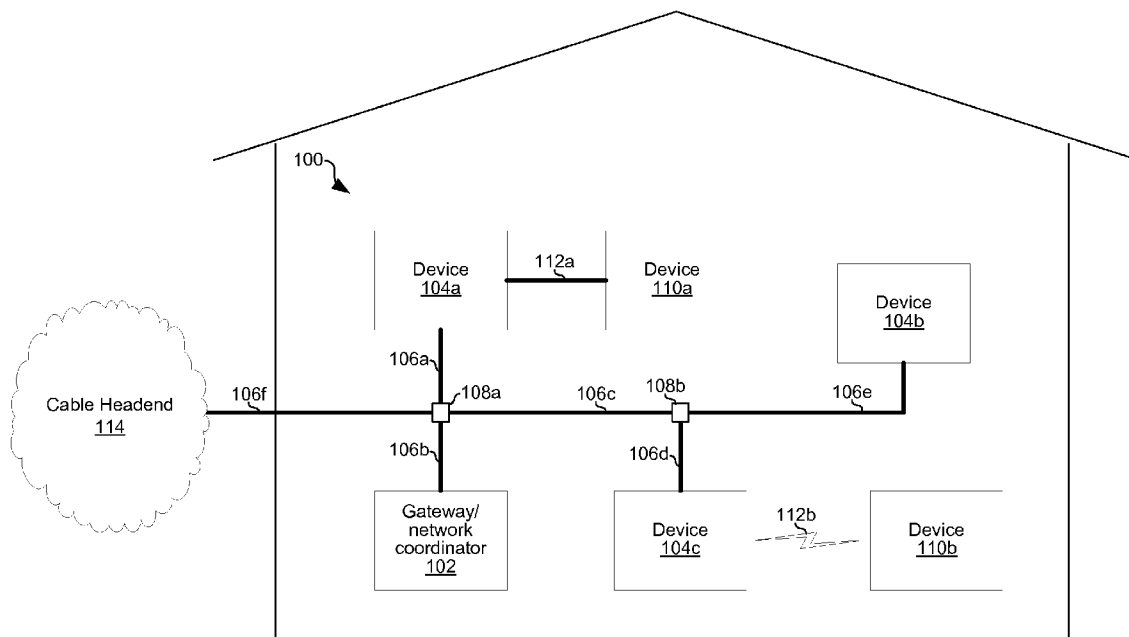 100
Device
104a
112a
Device
110a
Device
104b
106a
108a
106c
108b
106e
106f
Cable Headend
114
106b
106d
Gateway/
network
coordinator
102
Device
104c
112b
Device
110b